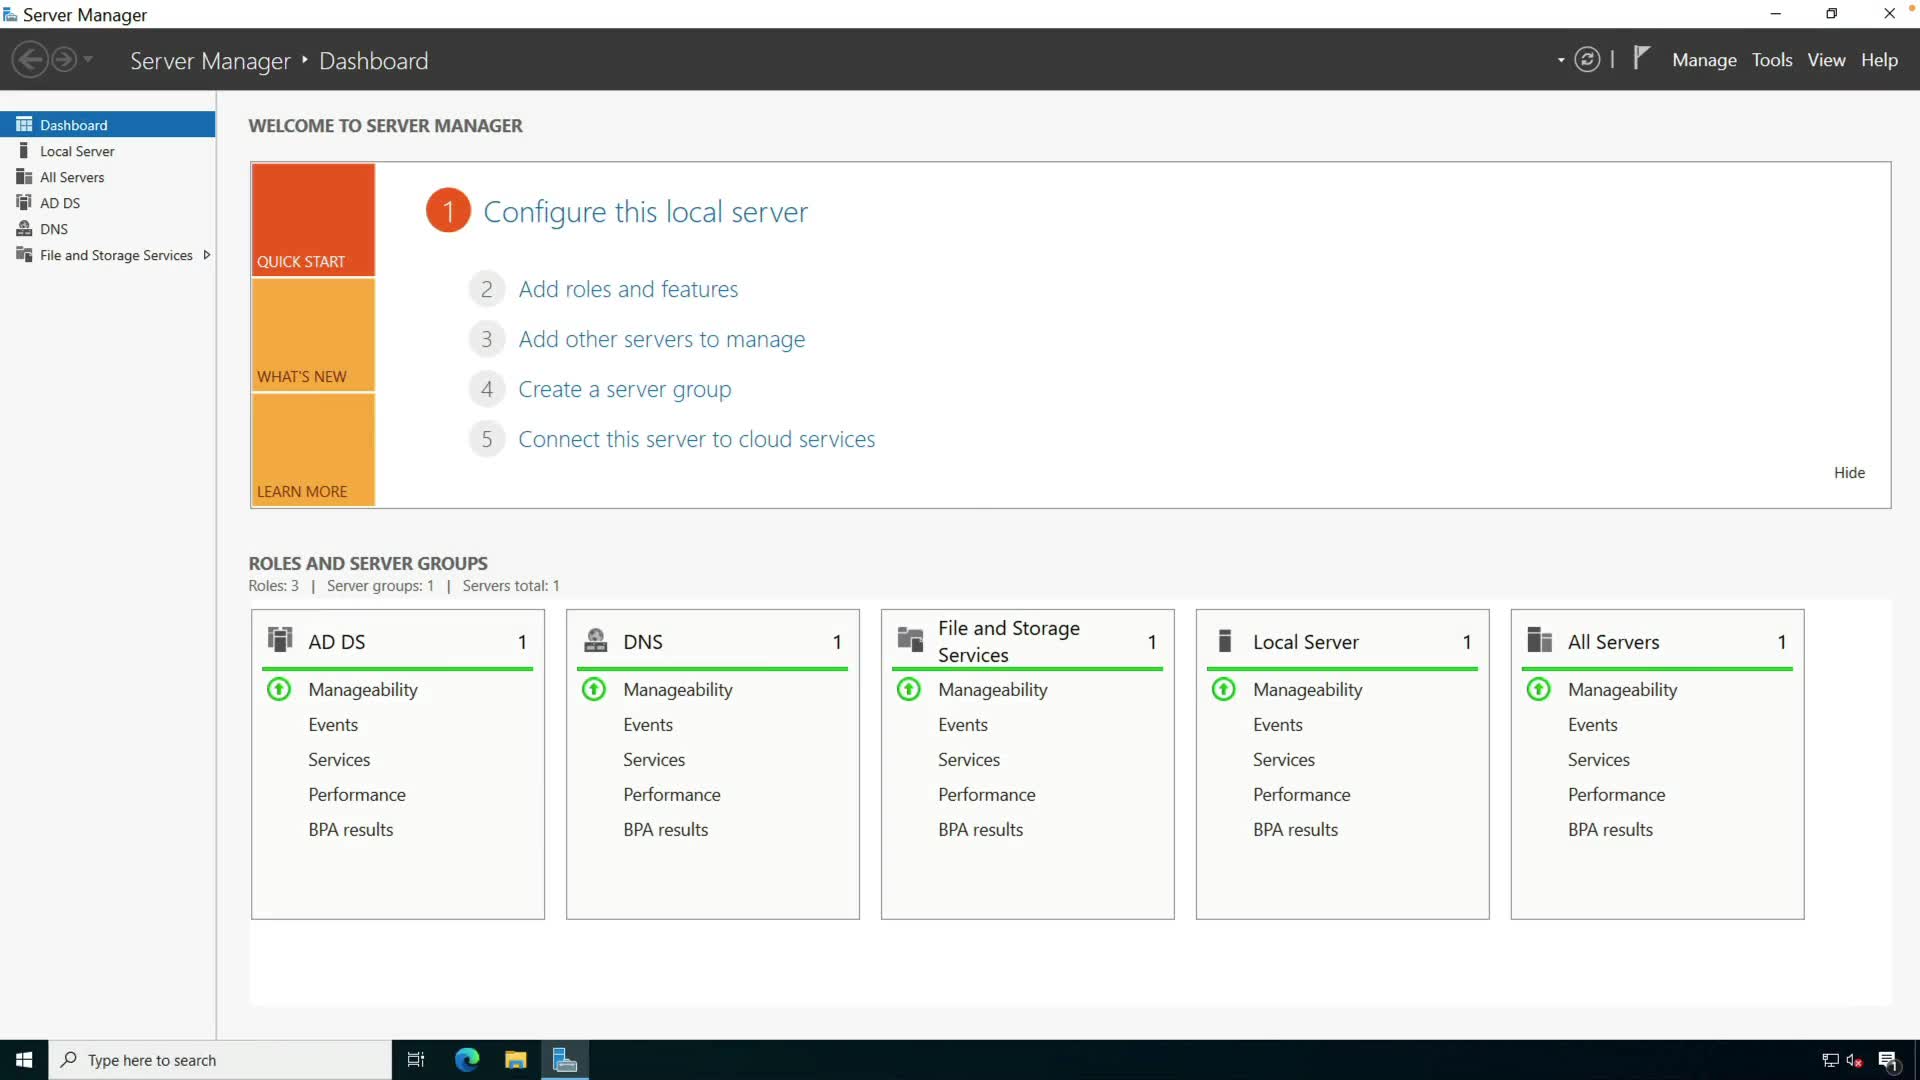 Server Manager
Server Manager ‣ Dashboard
Manage Tools View Help
Dashboard
Local Server
All Servers
AD DS
DNS
File and Storage Services
WELCOME TO SERVER MANAGER
QUICK START
WHAT'S NEW
LEARN MORE
1 Configure this local server
2 Add roles and features
3 Add other servers to manage
4 Create a server group
5 Connect this server to cloud services
Hide
ROLES AND SERVER GROUPS
Roles: 3 | Server groups: 1 | Servers total: 1
AD DS 1
Manageability
Events
Services
Performance
BPA results
DNS 1
Manageability
Events
Services
Performance
BPA results
File and Storage
Services 1
Manageability
Events
Services
Performance
BPA results
Local Server 1
Manageability
Events
Services
Performance
BPA results
All Servers 1
Manageability
Events
Services
Performance
BPA results
Type here to search
1